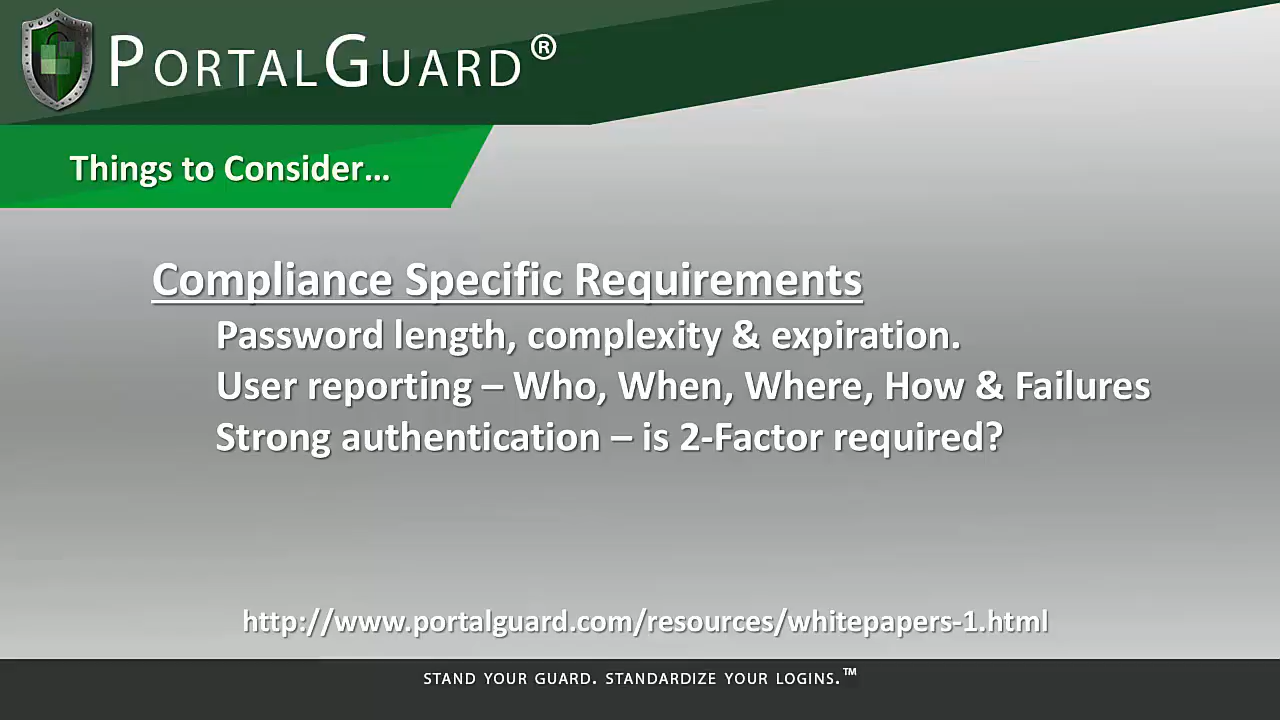 PORTALGUARD®
Things to Consider…
Compliance Specific Requirements
Password length, complexity & expiration.
User reporting – Who, When, Where, How & Failures
Strong authentication – is 2-Factor required?
http://www.portalguard.com/resources/whitepapers-1.html
STAND YOUR GUARD. STANDARDIZE YOUR LOGINS.™